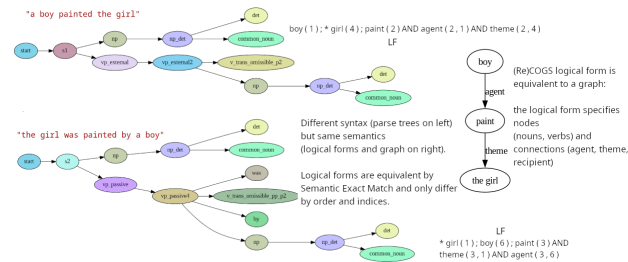 "a boy painted the girl"
start
s1
np
np_det
det
common_noun
vp_external
vp_external2
v_trans_omissible_p2
np
np_det
det
common_noun
boy ( 1 ) ; * girl ( 4 ) ; paint ( 2 ) AND agent ( 2 , 1 ) AND theme ( 2 , 4 )
LF
boy
agent
paint
theme
the girl
(Re)COGS logical form is
equivalent to a graph:
the logical form specifies
nodes
(nouns, verbs) and
connections (agent, theme,
recipient)
"the girl was painted by a boy"
start
s2
np
np_det
det
common_noun
vp_passive
vp_passive4
was
v_trans_omissible_pp_p2
by
np
np_det
det
common_noun
Different syntax (parse trees on left)
but same semantics
(logical forms and graph on right).
Logical forms are equivalent by
Semantic Exact Match and only differ
by order and indices.
LF
* girl ( 1 ) ; boy ( 6 ) ; paint ( 3 ) AND
theme ( 3 , 1 ) AND agent ( 3 , 6 )